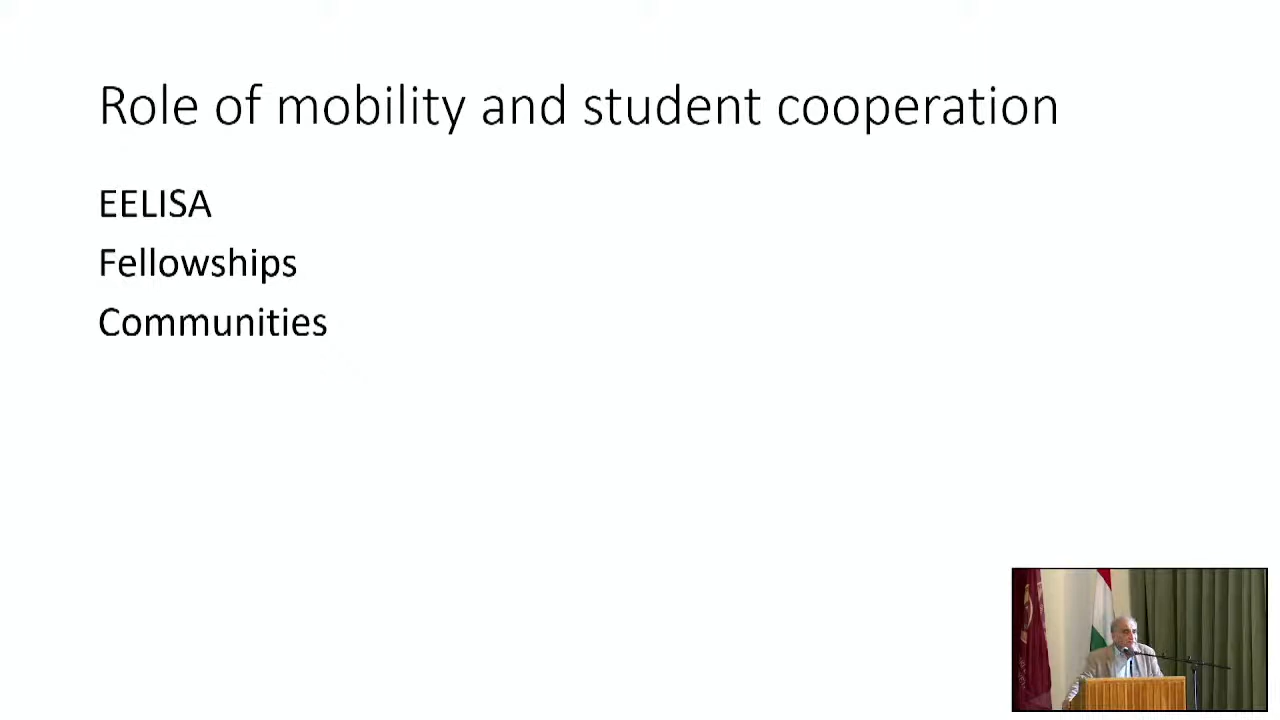 Role of mobility and student cooperation
EELISA
Fellowships
Communities